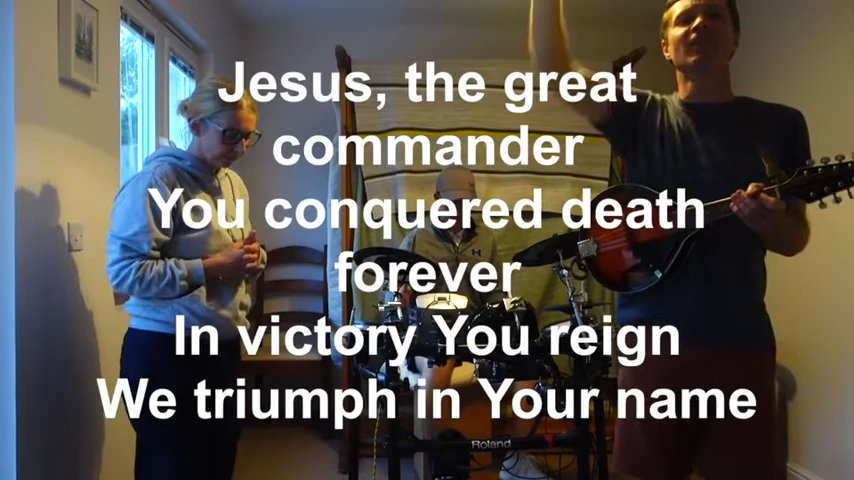 Jesus, the great
commander
You conquered death
forever
In victory You reign
We triumph in Your name
Roland